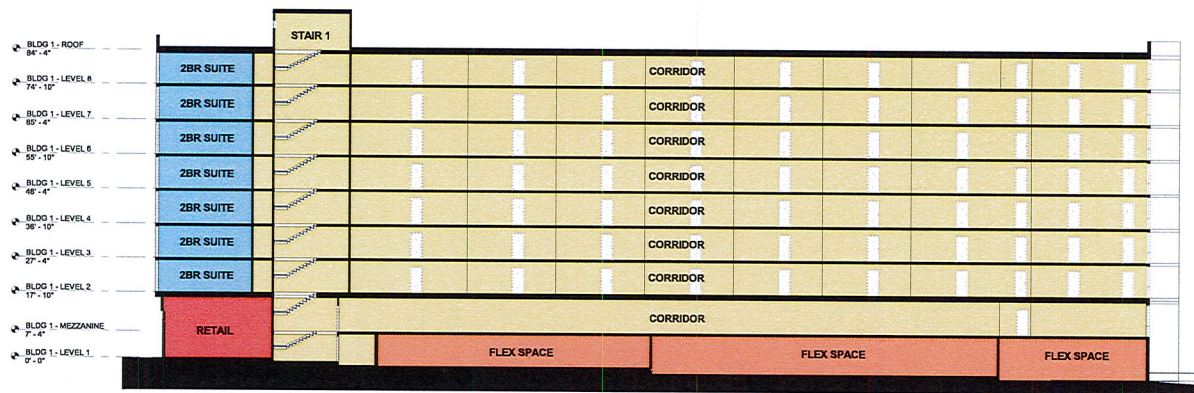 STAIR 1
BLDG 1 - ROOF
84' - 4"
2BR SUITE
CORRIDOR
BLDG 1 - LEVEL 8
74' - 10"
2BR SUITE
CORRIDOR
BLDG 1 - LEVEL 7
65' - 4"
2BR SUITE
CORRIDOR
BLDG 1 - LEVEL 6
55' - 10"
2BR SUITE
CORRIDOR
BLDG 1 - LEVEL 5
46' - 4"
2BR SUITE
CORRIDOR
BLDG 1 - LEVEL 4
36' - 10"
2BR SUITE
CORRIDOR
BLDG 1 - LEVEL 3
27' - 4"
2BR SUITE
CORRIDOR
BLDG 1 - LEVEL 2
17' - 10"
RETAIL
CORRIDOR
BLDG 1 - MEZZANINE
7' - 4"
FLEX SPACE
FLEX SPACE
FLEX SPACE
BLDG 1 - LEVEL 1
0' - 0"